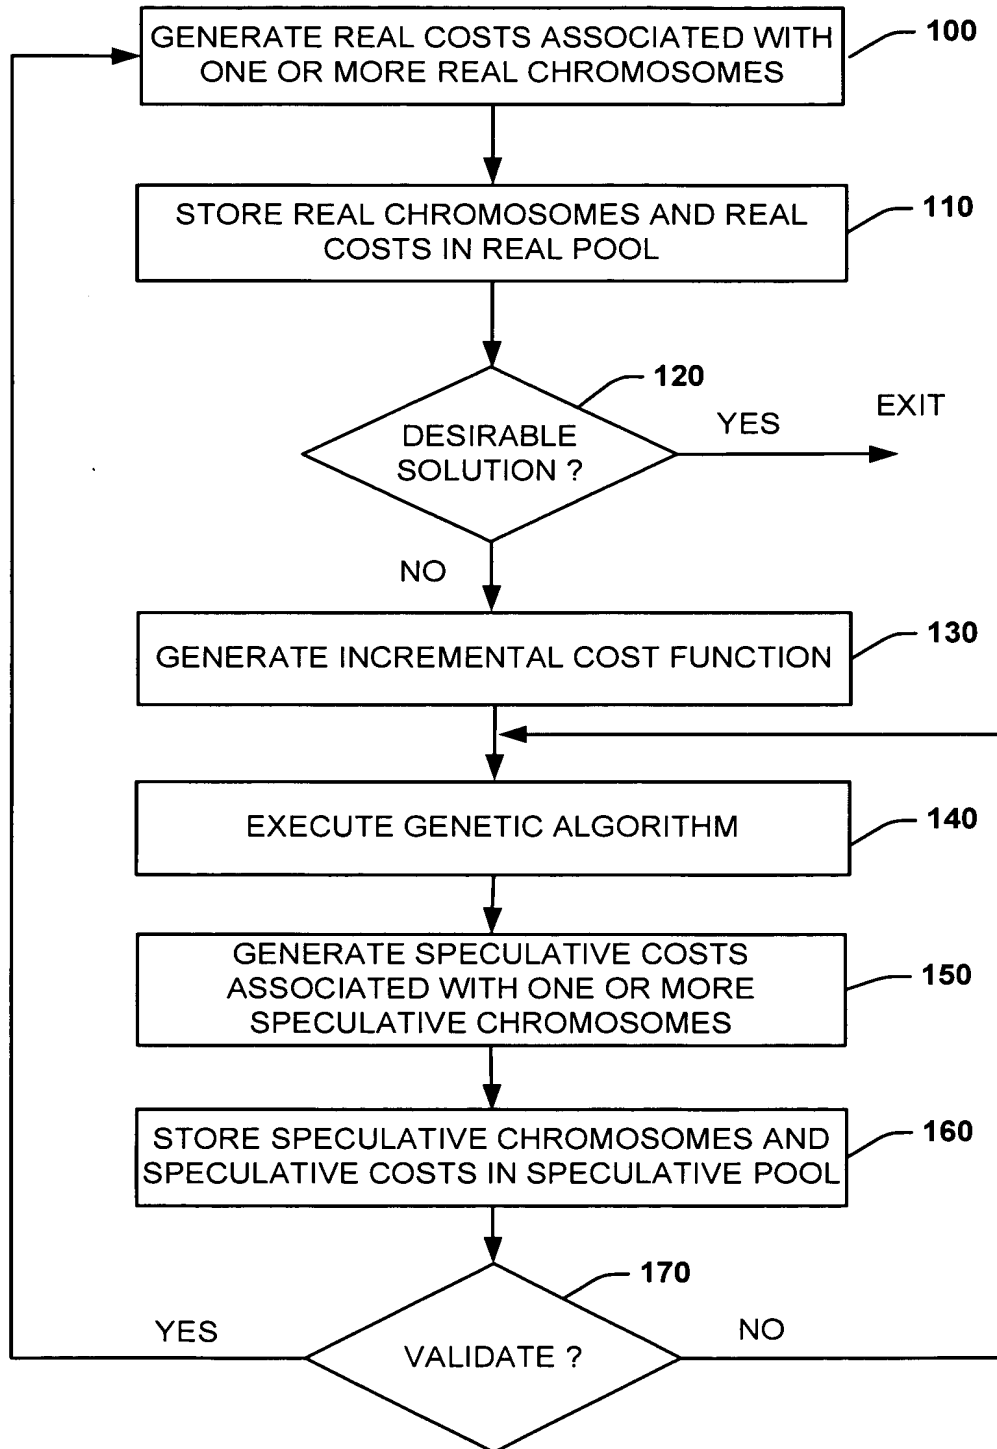 GENERATE REAL COSTS ASSOCIATED WITH
ONE OR MORE REAL CHROMOSOMES
100
STORE REAL CHROMOSOMES AND REAL
COSTS IN REAL POOL
110
120
DESIRABLE
SOLUTION ?
YES
EXIT
NO
GENERATE INCREMENTAL COST FUNCTION
130
EXECUTE GENETIC ALGORITHM
140
GENERATE SPECULATIVE COSTS
ASSOCIATED WITH ONE OR MORE
SPECULATIVE CHROMOSOMES
150
STORE SPECULATIVE CHROMOSOMES AND
SPECULATIVE COSTS IN SPECULATIVE POOL
160
170
YES
VALIDATE ?
NO